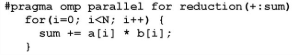 #pragma omp parallel for reduction(+:sum)
for(i=0; i<N; i++) {
sum += a[i] * b[i];
}